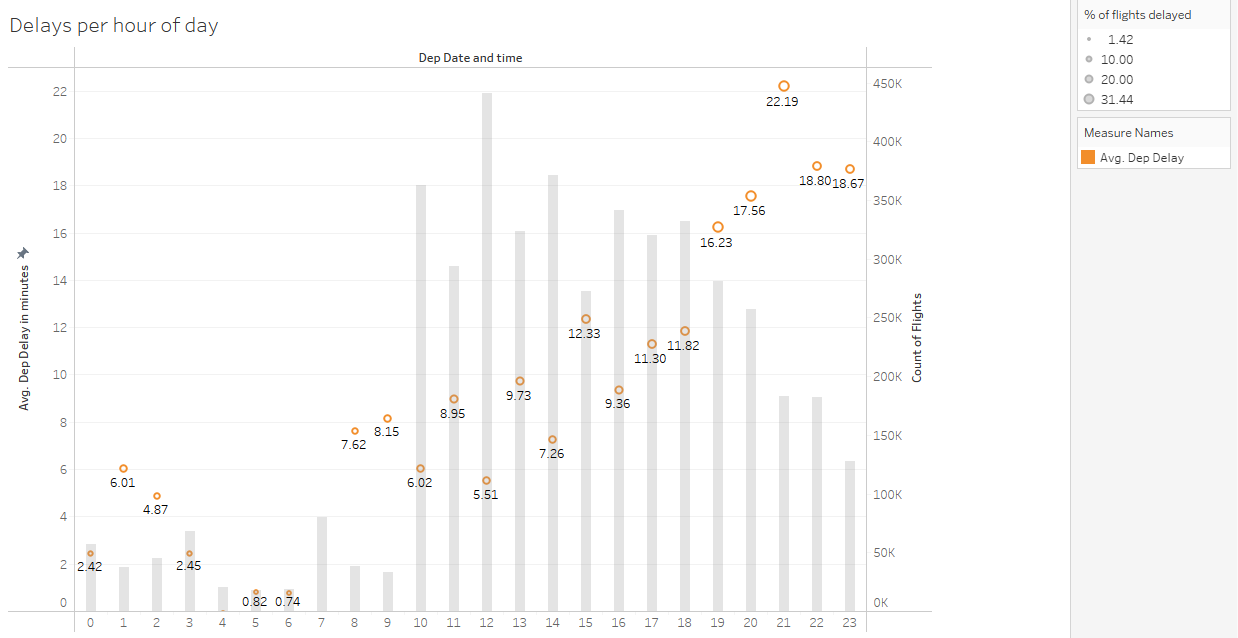 Delays per hour of day
Dep Date and time
Avg. Dep Delay in minutes
22
20
18
16
14
12
10
8
6
4
2
0
2.42
6.01
4.87
2.45
0.82
0.74
7.62
8.15
6.02
8.95
5.51
9.73
7.26
12.33
9.36
11.30
11.82
16.23
17.56
22.19
18.80
18.67
450K
400K
350K
300K
250K
200K
150K
100K
50K
0K
Count of Flights
0 1 2 3 4 5 6 7 8 9 10 11 12 13 14 15 16 17 18 19 20 21 22 23
% of flights delayed
1.42
10.00
20.00
31.44
Measure Names
Avg. Dep Delay